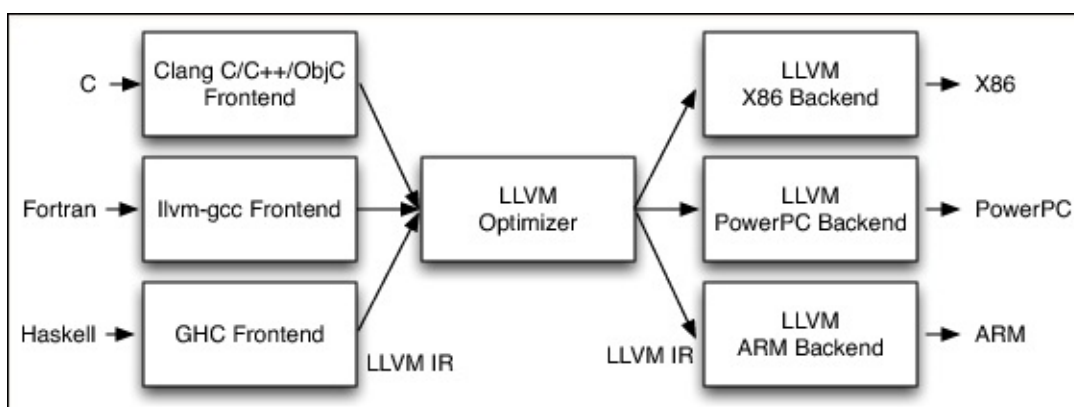 C
Clang C/C++/ObjC
Frontend
LLVM
X86 Backend
X86
Fortran
llvm-gcc Frontend
LLVM
Optimizer
LLVM
PowerPC Backend
PowerPC
Haskell
GHC Frontend
LLVM IR
LLVM IR
LLVM
ARM Backend
ARM